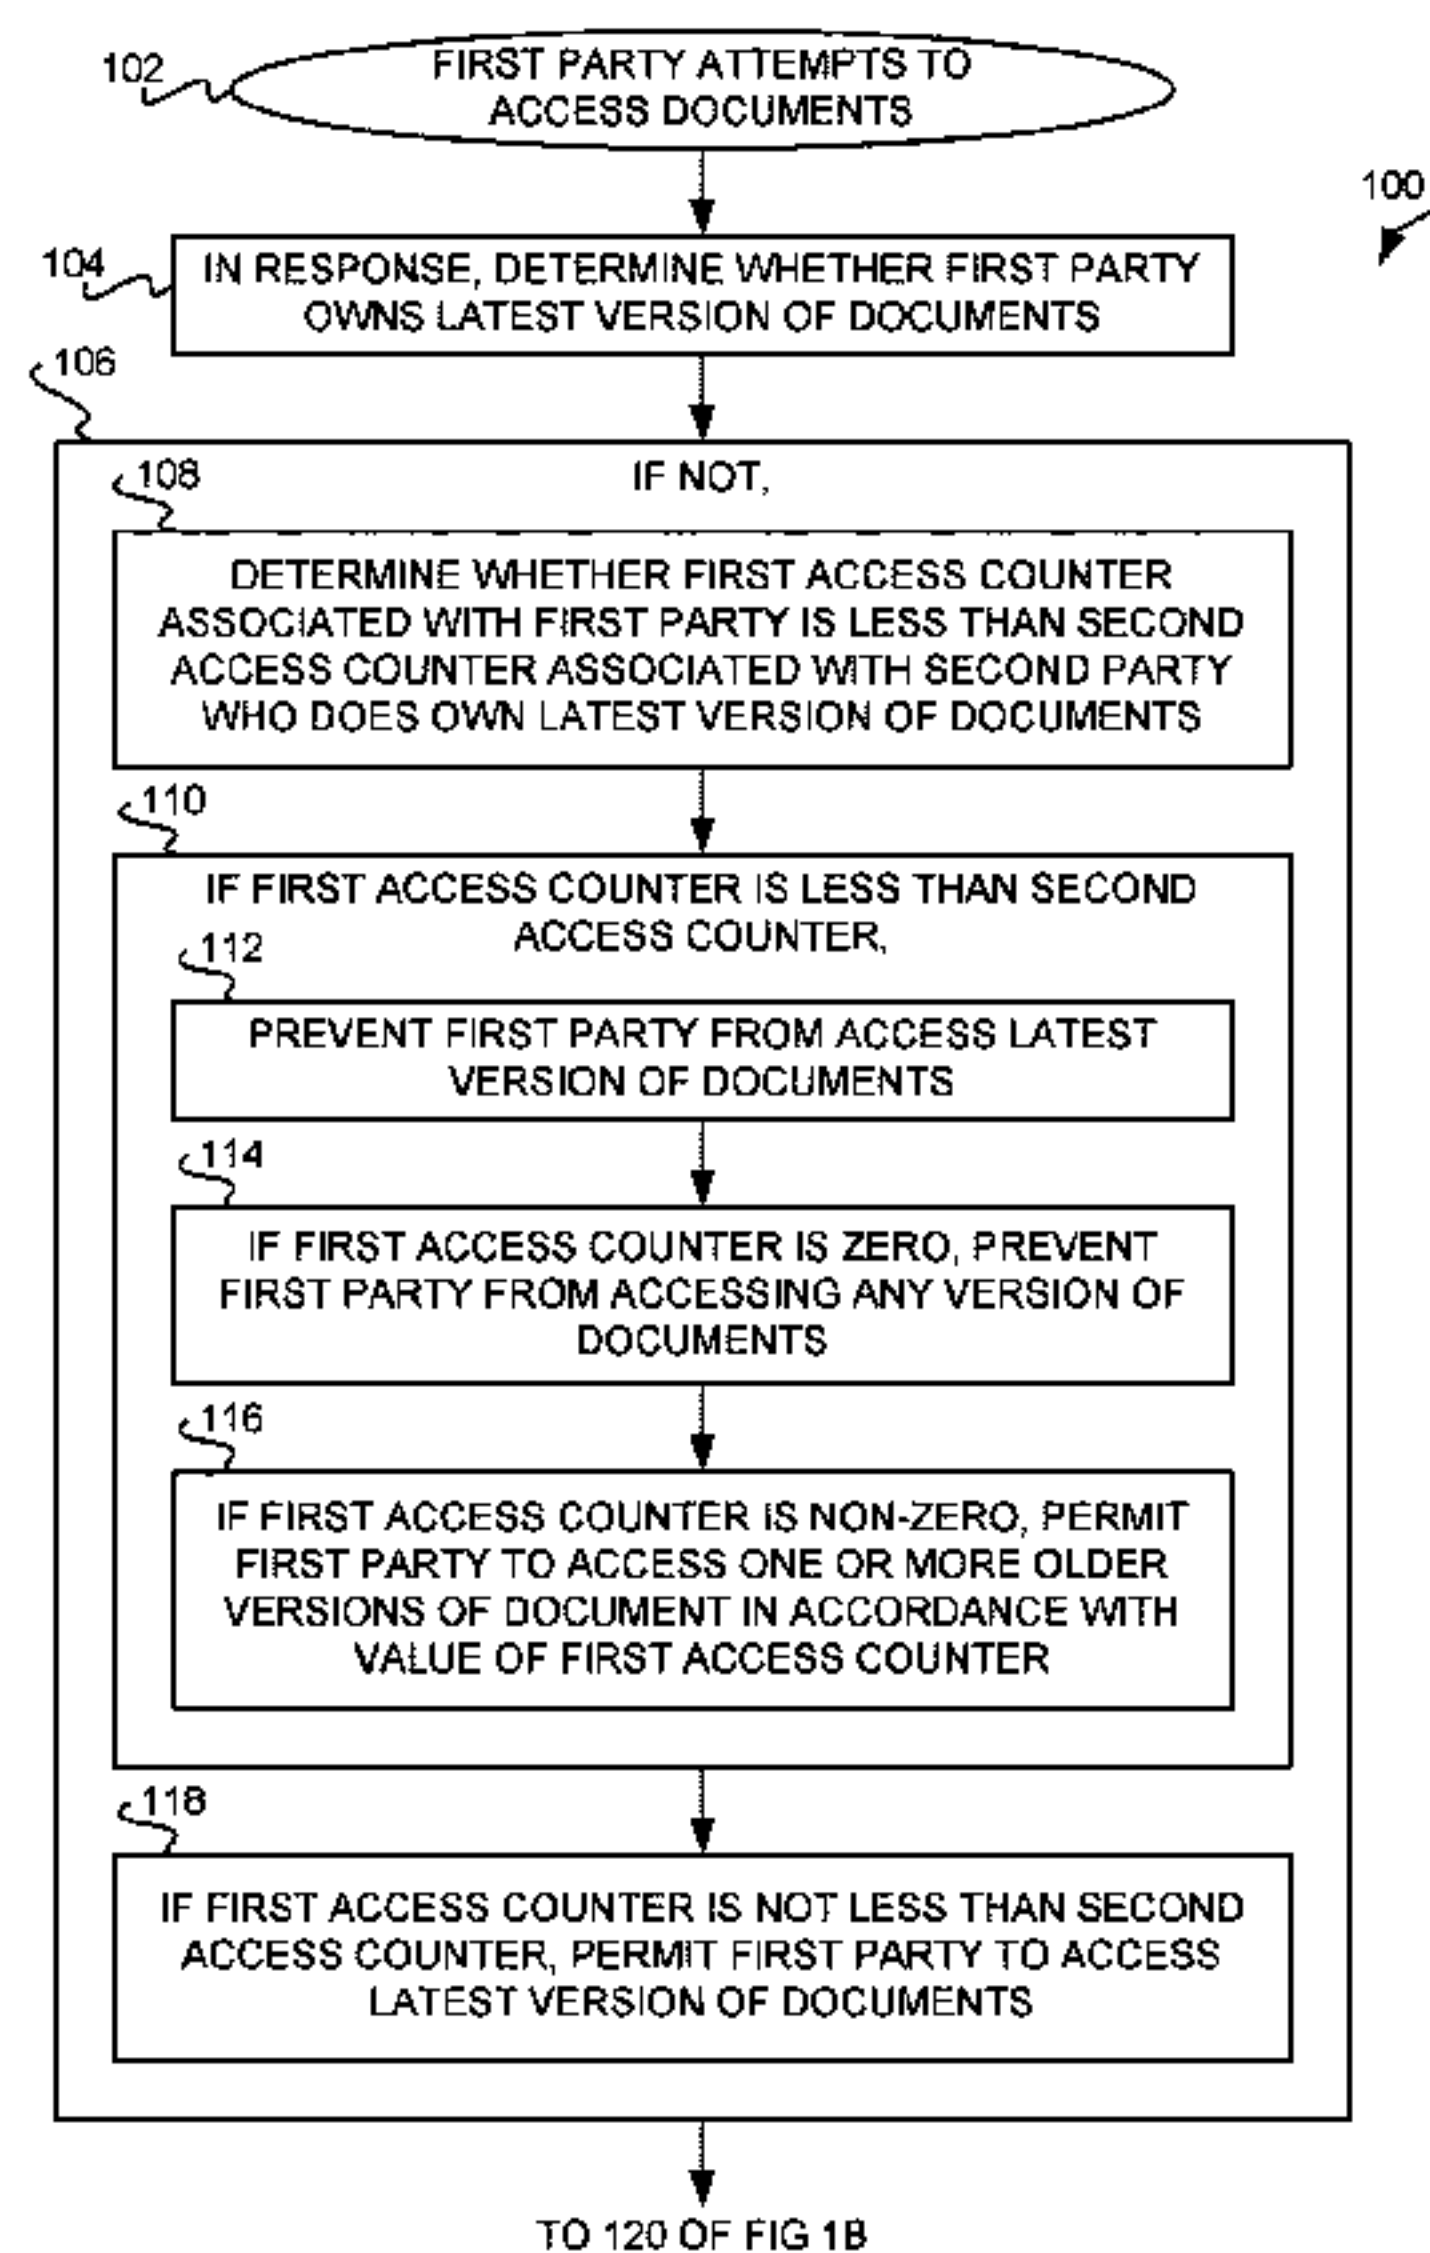 102
FIRST PARTY ATTEMPTS TO
ACCESS DOCUMENTS
100
104
IN RESPONSE, DETERMINE WHETHER FIRST PARTY
OWNS LATEST VERSION OF DOCUMENTS
106
IF NOT,
108
DETERMINE WHETHER FIRST ACCESS COUNTER
ASSOCIATED WITH FIRST PARTY IS LESS THAN SECOND
ACCESS COUNTER ASSOCIATED WITH SECOND PARTY
WHO DOES OWN LATEST VERSION OF DOCUMENTS
110
IF FIRST ACCESS COUNTER IS LESS THAN SECOND
ACCESS COUNTER,
112
PREVENT FIRST PARTY FROM ACCESS LATEST
VERSION OF DOCUMENTS
114
IF FIRST ACCESS COUNTER IS ZERO, PREVENT
FIRST PARTY FROM ACCESSING ANY VERSION OF
DOCUMENTS
116
IF FIRST ACCESS COUNTER IS NON-ZERO, PERMIT
FIRST PARTY TO ACCESS ONE OR MORE OLDER
VERSIONS OF DOCUMENT IN ACCORDANCE WITH
VALUE OF FIRST ACCESS COUNTER
118
IF FIRST ACCESS COUNTER IS NOT LESS THAN SECOND
ACCESS COUNTER, PERMIT FIRST PARTY TO ACCESS
LATEST VERSION OF DOCUMENTS
TO 120 OF FIG 1B